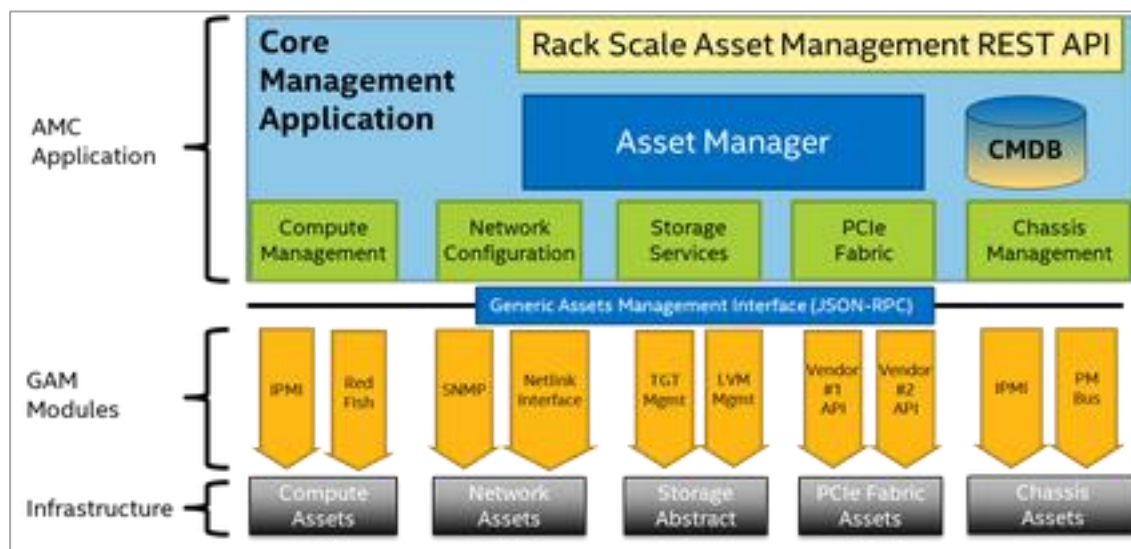 Core
Management
Application
Rack Scale Asset Management REST API
AMC
Application
Asset Manager
CMDB
Compute
Management
Network
Configuration
Storage
Services
PCIe
Fabric
Chassis
Management
Generic Assets Management Interface (JSON-RPC)
GAM
Modules
IPMI
Red
Fish
SNMP
Netlink
Interface
TGT
Mgmt
LVM
Mgmt
Vendor
#1
API
Vendor
#2
API
IPMI
PM
Bus
Infrastructure
Compute
Assets
Network
Assets
Storage
Abstract
PCIe Fabric
Assets
Chassis
Assets